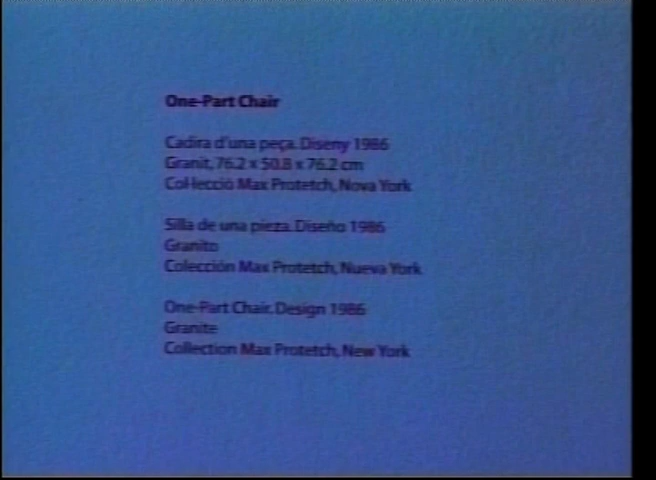 One-Part Chair
Cadira d'una peça. Diseny 1986
Granit, 76.2 x 50.8 x 76.2 cm
Col·lecció Max Protetch, Nova York
Silla de una pieza. Diseño 1986
Granito
Colección Max Protetch, Nueva York
One-Part Chair. Design 1986
Granite
Collection Max Protetch, New York